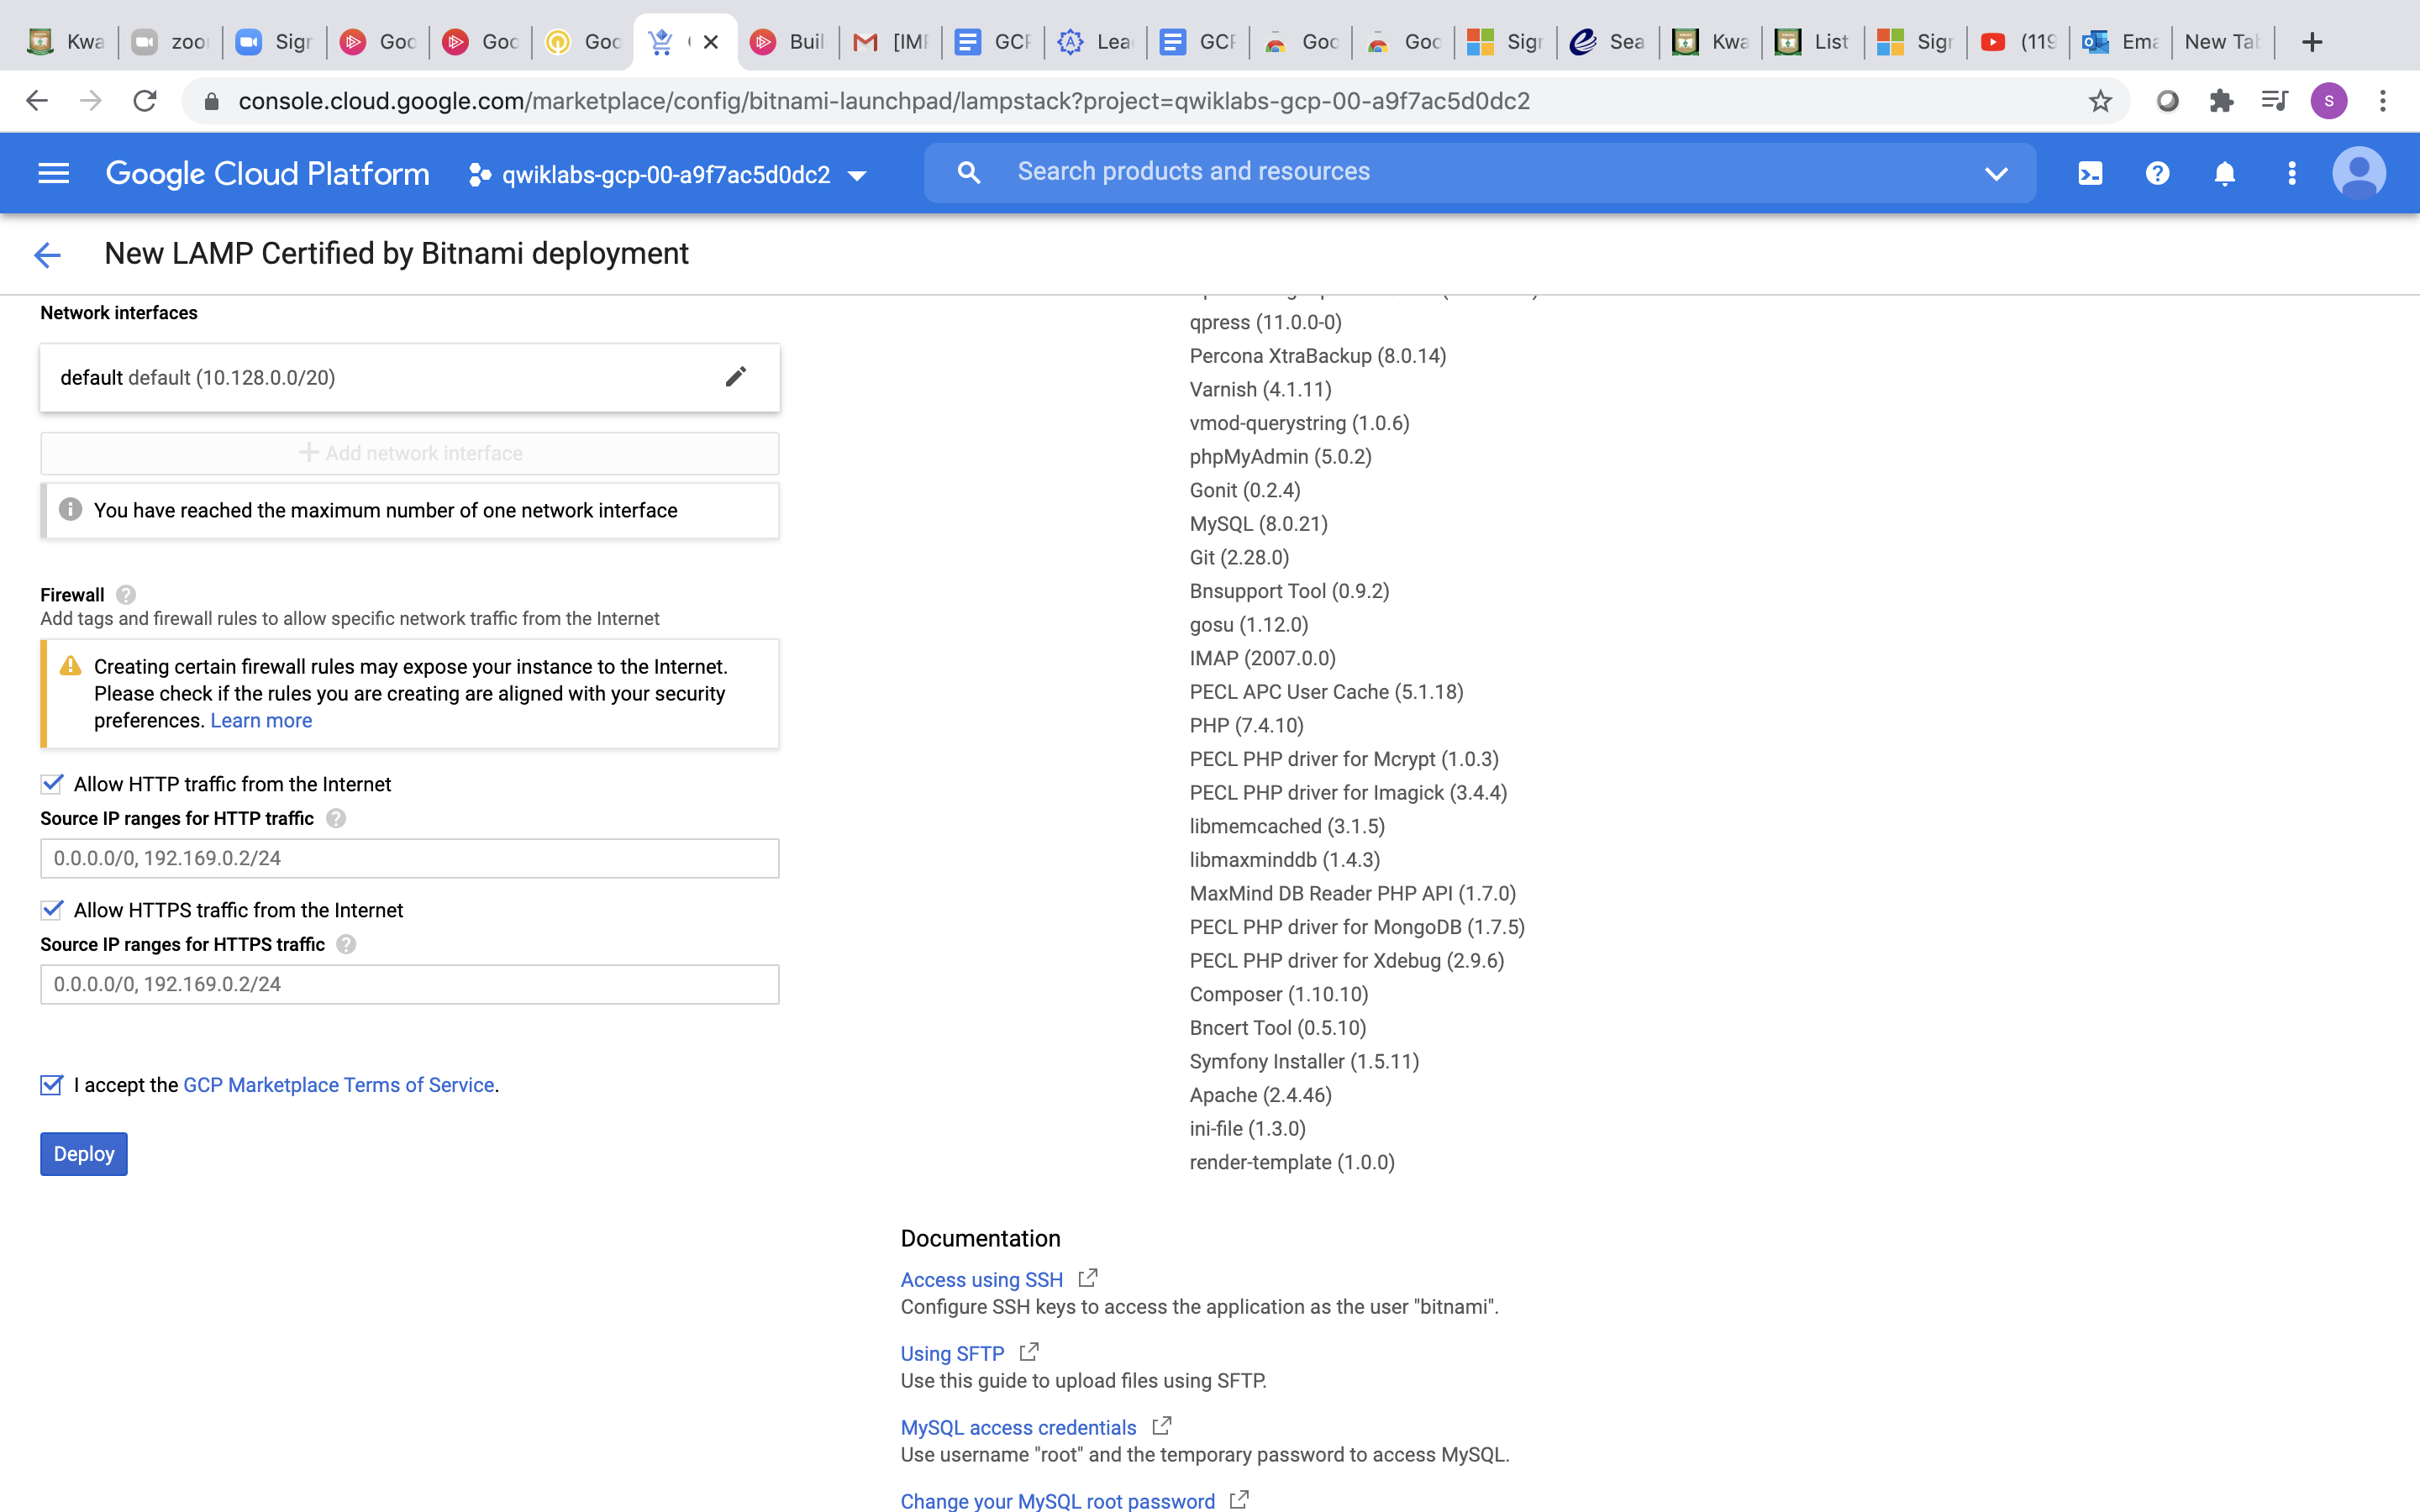 Kwa
zoo
Sigr
Goc
Goc
Goc
Buil
[IMF
GCF
Lea
GCF
Goc
Goc
Sigr
Sea
Kwa
List
Sigr
(119
Ema
New Tab
console.cloud.google.com/marketplace/config/bitnami-launchpad/lampstack?project=qwiklabs-gcp-00-a9f7ac5d0dc2
S
Google Cloud Platform
qwiklabs-gcp-00-a9f7ac5d0dc2
Search products and resources
New LAMP Certified by Bitnami deployment
Network interfaces
default default (10.128.0.0/20)
Add network interface
You have reached the maximum number of one network interface
Firewall
Add tags and firewall rules to allow specific network traffic from the Internet
Creating certain firewall rules may expose your instance to the Internet.
Please check if the rules you are creating are aligned with your security
preferences. Learn more
Allow HTTP traffic from the Internet
Source IP ranges for HTTP traffic
0.0.0.0/0, 192.169.0.2/24
Allow HTTPS traffic from the Internet
Source IP ranges for HTTPS traffic
0.0.0.0/0, 192.169.0.2/24
I accept the GCP Marketplace Terms of Service.
Deploy
qpress (11.0.0-0)
Percona XtraBackup (8.0.14)
Varnish (4.1.11)
vmod-querystring (1.0.6)
phpMyAdmin (5.0.2)
Gonit (0.2.4)
MySQL (8.0.21)
Git (2.28.0)
Bnsupport Tool (0.9.2)
gosu (1.12.0)
IMAP (2007.0.0)
PECL APC User Cache (5.1.18)
PHP (7.4.10)
PECL PHP driver for Mcrypt (1.0.3)
PECL PHP driver for Imagick (3.4.4)
libmemcached (3.1.5)
libmaxminddb (1.4.3)
MaxMind DB Reader PHP API (1.7.0)
PECL PHP driver for MongoDB (1.7.5)
PECL PHP driver for Xdebug (2.9.6)
Composer (1.10.10)
Bncert Tool (0.5.10)
Symfony Installer (1.5.11)
Apache (2.4.46)
ini-file (1.3.0)
render-template (1.0.0)
Documentation
Access using SSH
Configure SSH keys to access the application as the user "bitnami".
Using SFTP
Use this guide to upload files using SFTP.
MySQL access credentials
Use username "root" and the temporary password to access MySQL.
Change your MySQL root password